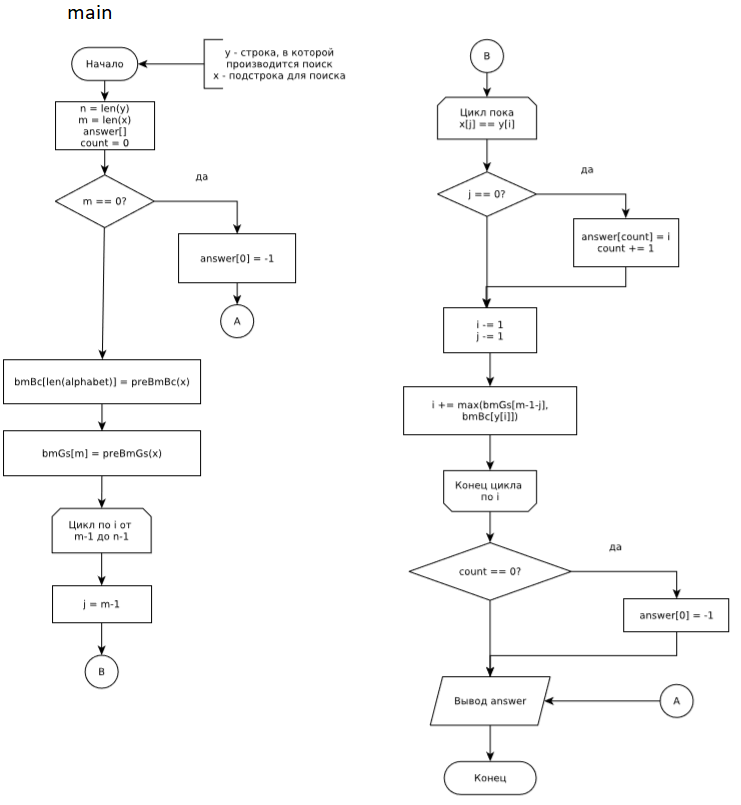 main
Начало
y - строка, в которой
производится поиск
x - подстрока для поиска
n = len(y)
m = len(x)
answer[]
count = 0
m == 0?
да
answer[0] = -1
A
bmBc[len(alphabet)] = preBmBc(x)
bmGs[m] = preBmGs(x)
Цикл по i от
m-1 до n-1
j = m-1
B
B
Цикл пока
x[j] == y[i]
j == 0?
да
answer[count] = i
count += 1
i -= 1
j -= 1
i += max(bmGs[m-1-j],
bmBc[y[i]])
Конец цикла
по i
count == 0?
да
answer[0] = -1
Вывод answer
A
Конец